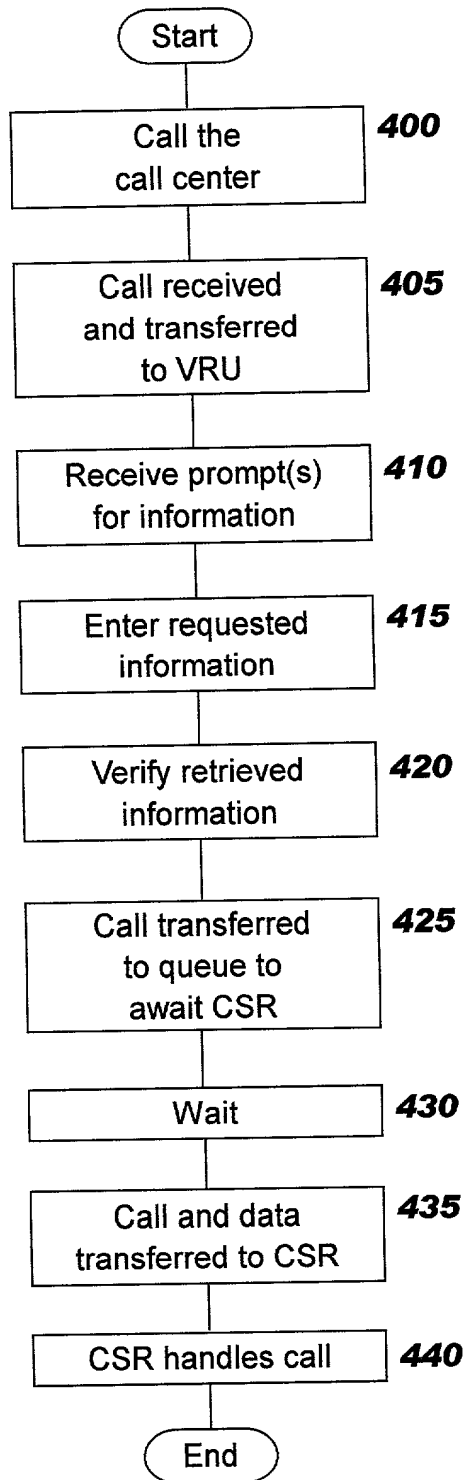 Start
Call the
call center
400
Call received
and transferred
to VRU
405
Receive prompt(s)
for information
410
Enter requested
information
415
Verify retrieved
information
420
Call transferred
to queue to
await CSR
425
Wait
430
Call and data
transferred to CSR
435
CSR handles call
440
End